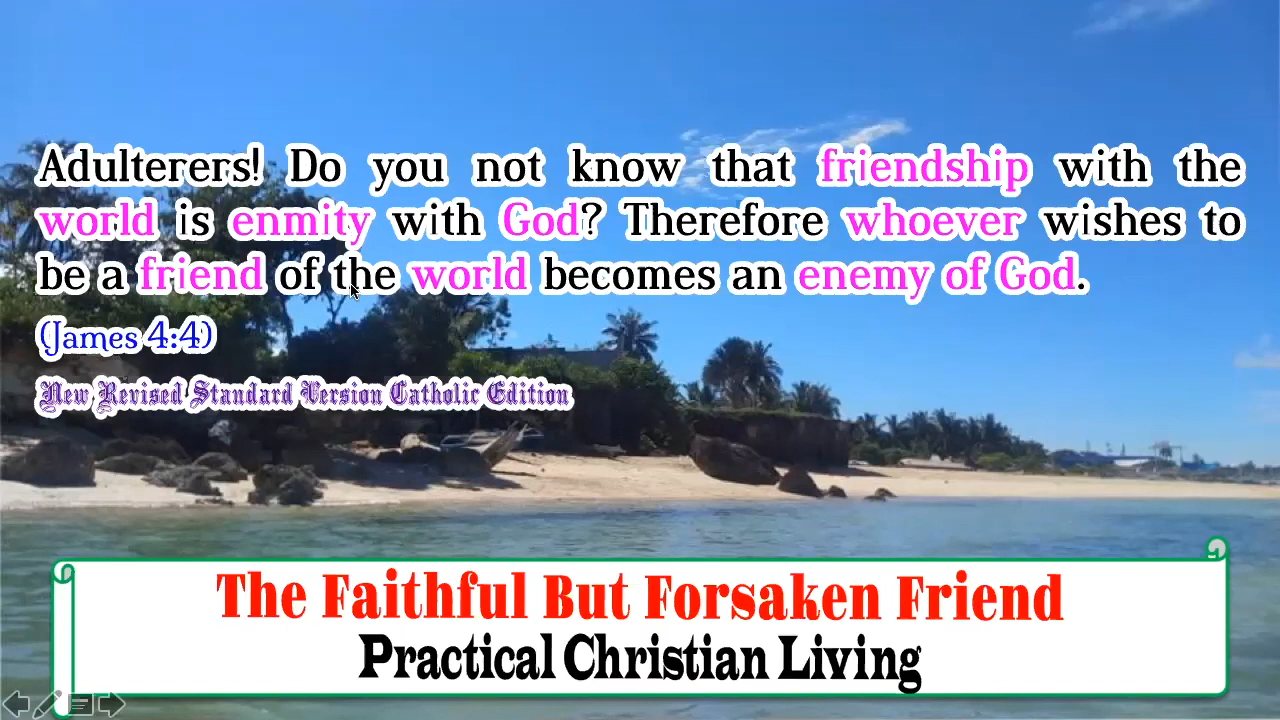 Adulterers! Do you not know that friendship with the
world is enmity with God? Therefore whoever wishes to
be a friend of the world becomes an enemy of God.
(James 4:4)
New Revised Standard Version Catholic Edition
The Faithful But Forsaken Friend
Practical Christian Living